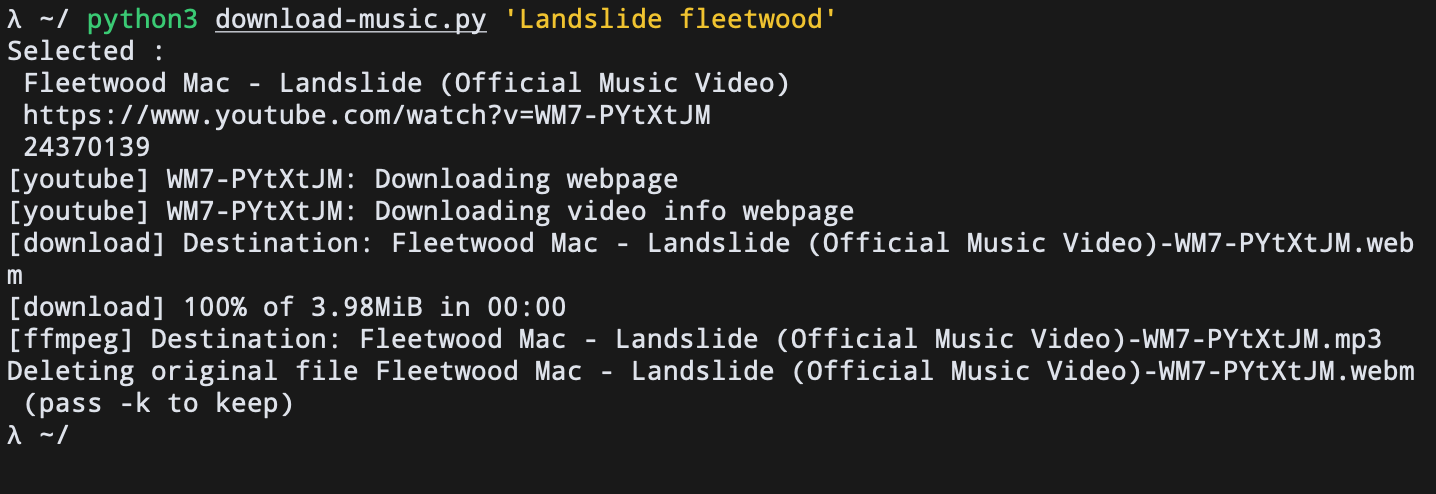 λ ~/ python3 download-music.py 'Landslide fleetwood'
Selected :
 Fleetwood Mac - Landslide (Official Music Video)
 https://www.youtube.com/watch?v=WM7-PYtXtJM
 24370139
[youtube] WM7-PYtXtJM: Downloading webpage
[youtube] WM7-PYtXtJM: Downloading video info webpage
[download] Destination: Fleetwood Mac - Landslide (Official Music Video)-WM7-PYtXtJM.web
m
[download] 100% of 3.98MiB in 00:00
[ffmpeg] Destination: Fleetwood Mac - Landslide (Official Music Video)-WM7-PYtXtJM.mp3
Deleting original file Fleetwood Mac - Landslide (Official Music Video)-WM7-PYtXtJM.webm
 (pass -k to keep)
λ ~/